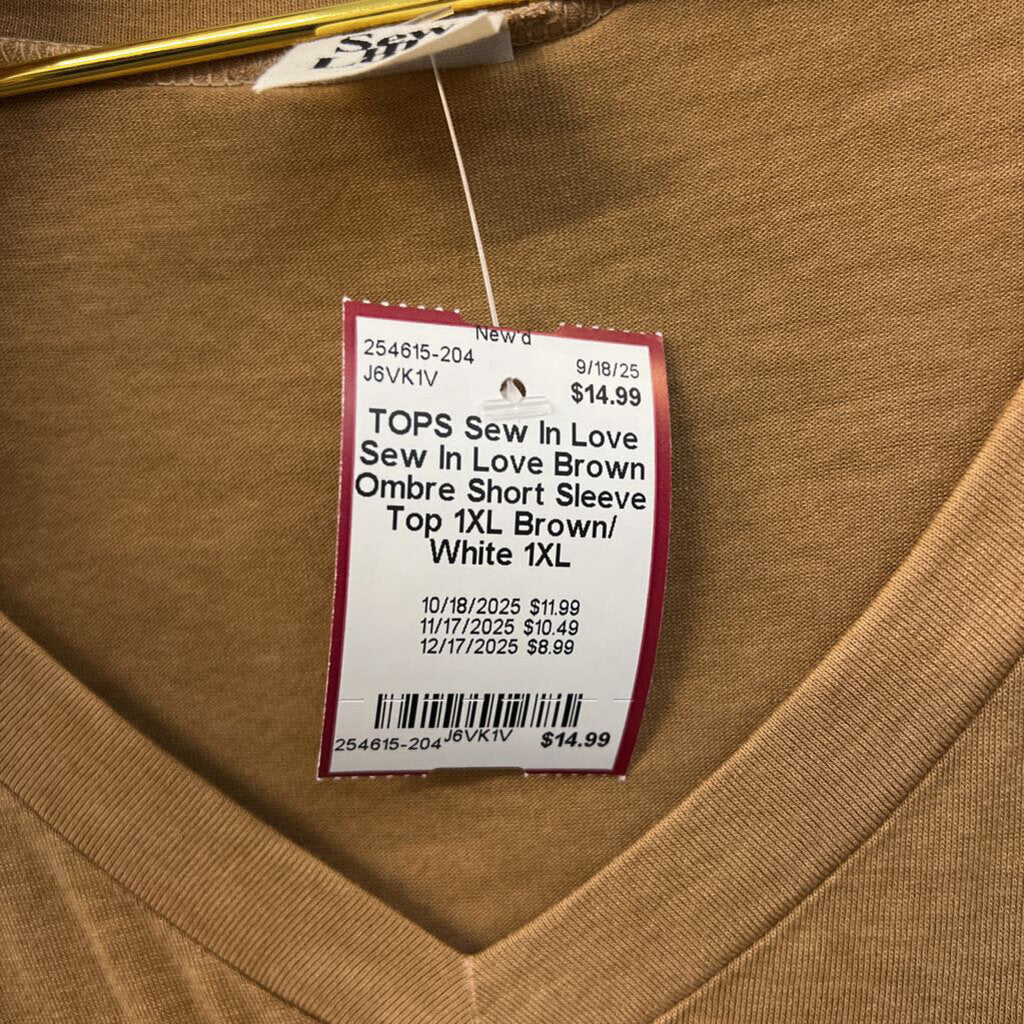 Sew
New'd
254615-204
9/18/25
J6VK1V
$14.99
TOPS Sew In Love
Sew In Love Brown
Ombre Short Sleeve
Top 1XL Brown/
White 1XL
10/18/2025 $11.99
11/17/2025 $10.49
12/17/2025 $8.99
254615-204 J6VK1V $14.99